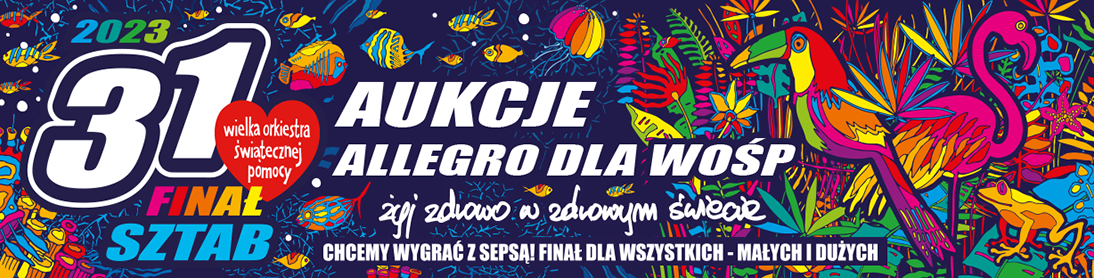 2023
31
wielka orkiestra
świątecznej
pomocy
FINAŁ
SZTAB
AUKCJE
ALLEGRO DLA WOŚP
żyj zdrowo w zdrowym świecie
CHCEMY WYGRAĆ Z SEPSĄ! FINAŁ DLA WSZYSTKICH - MAŁYCH I DUŻYCH